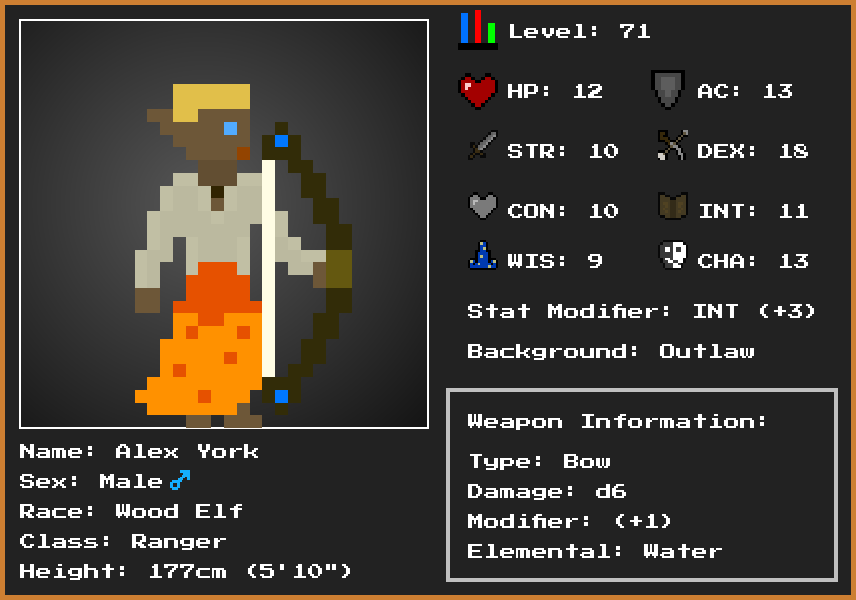 Level: 71
HP: 12
AC: 13
STR: 10
DEX: 18
CON: 10
INT: 11
WIS: 9
CHA: 13
Stat Modifier: INT (+3)
Background: Outlaw
Weapon Information:
Type: Bow
Damage: d6
Modifier: (+1)
Elemental: Water
Name: Alex York
Sex: Male♂
Race: Wood Elf
Class: Ranger
Height: 177cm (5'10")